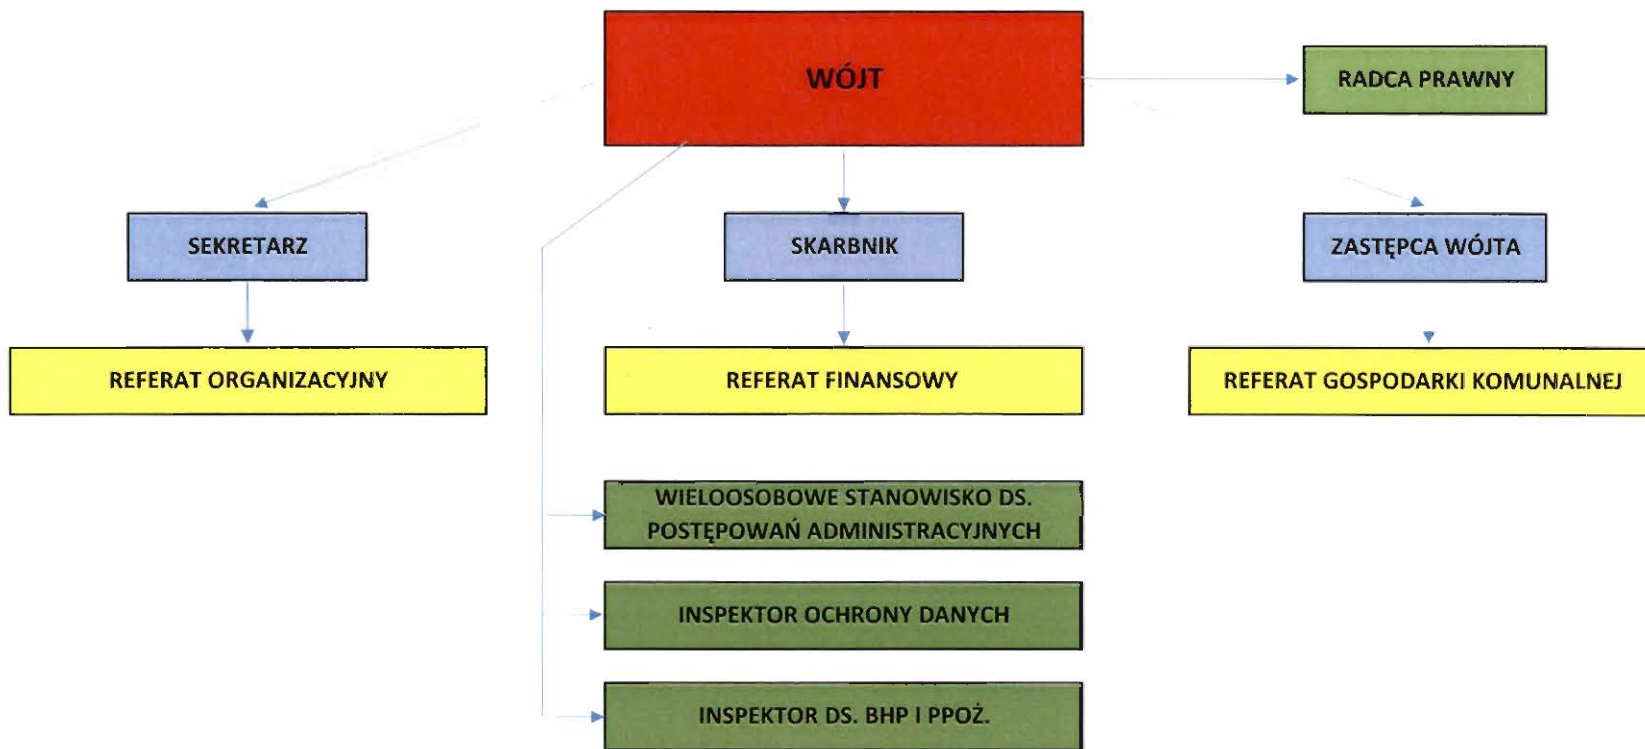 WÓJT
RADCA PRAWNY
SEKRETARZ
SKARBNIK
ZASTĘPCA WÓJTA
REFERAT ORGANIZACYJNY
REFERAT FINANSOWY
REFERAT GOSPODARKI KOMUNALNEJ
WIELOOSOBOWE STANOWISKO DS.
POSTĘPOWAŃ ADMINISTRACYJNYCH
INSPEKTOR OCHRONY DANYCH
INSPEKTOR DS. BHP I PPOŻ.